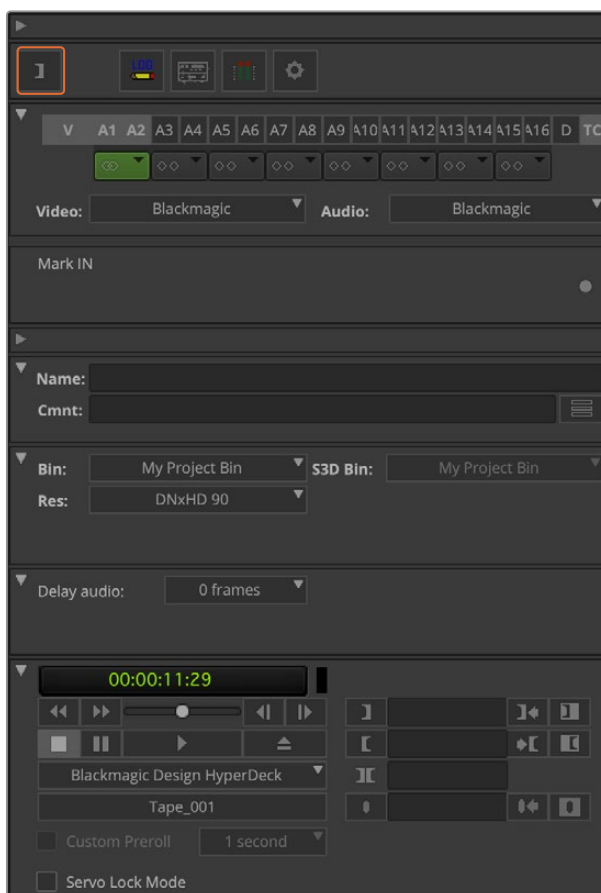 LOG
V A1 A2 A3 A4 A5 A6 A7 A8 A9 A10 A11 A12 A13 A14 A15 A16 D TC
Video: Blackmagic Audio: Blackmagic
Mark IN
Name:
Cmnt:
Bin: My Project Bin S3D Bin: My Project Bin
Res: DNxHD 90
Delay audio: 0 frames
00:00:11:29
Blackmagic Design HyperDeck
Tape_001
Custom Preroll 1 second
Servo Lock Mode